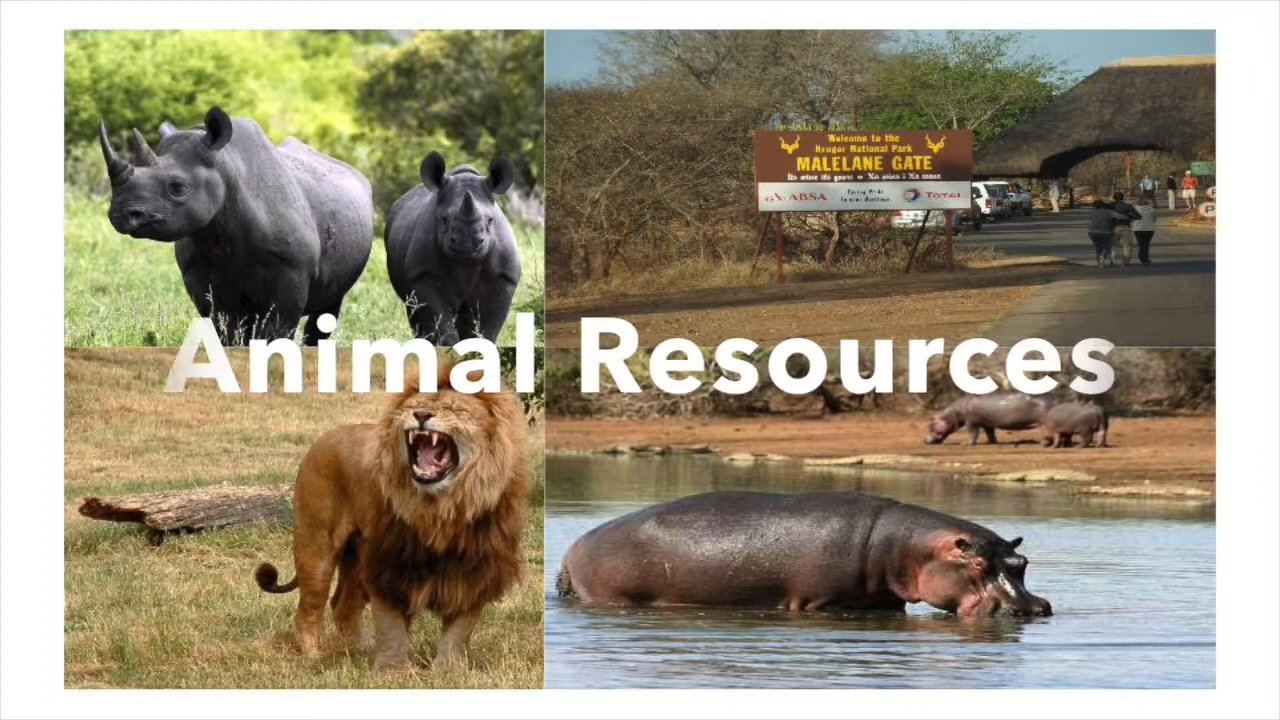 Welcome to the
Kruger National Park
MALELANE GATE
ABSA
TOTAL
P
Animal Resources